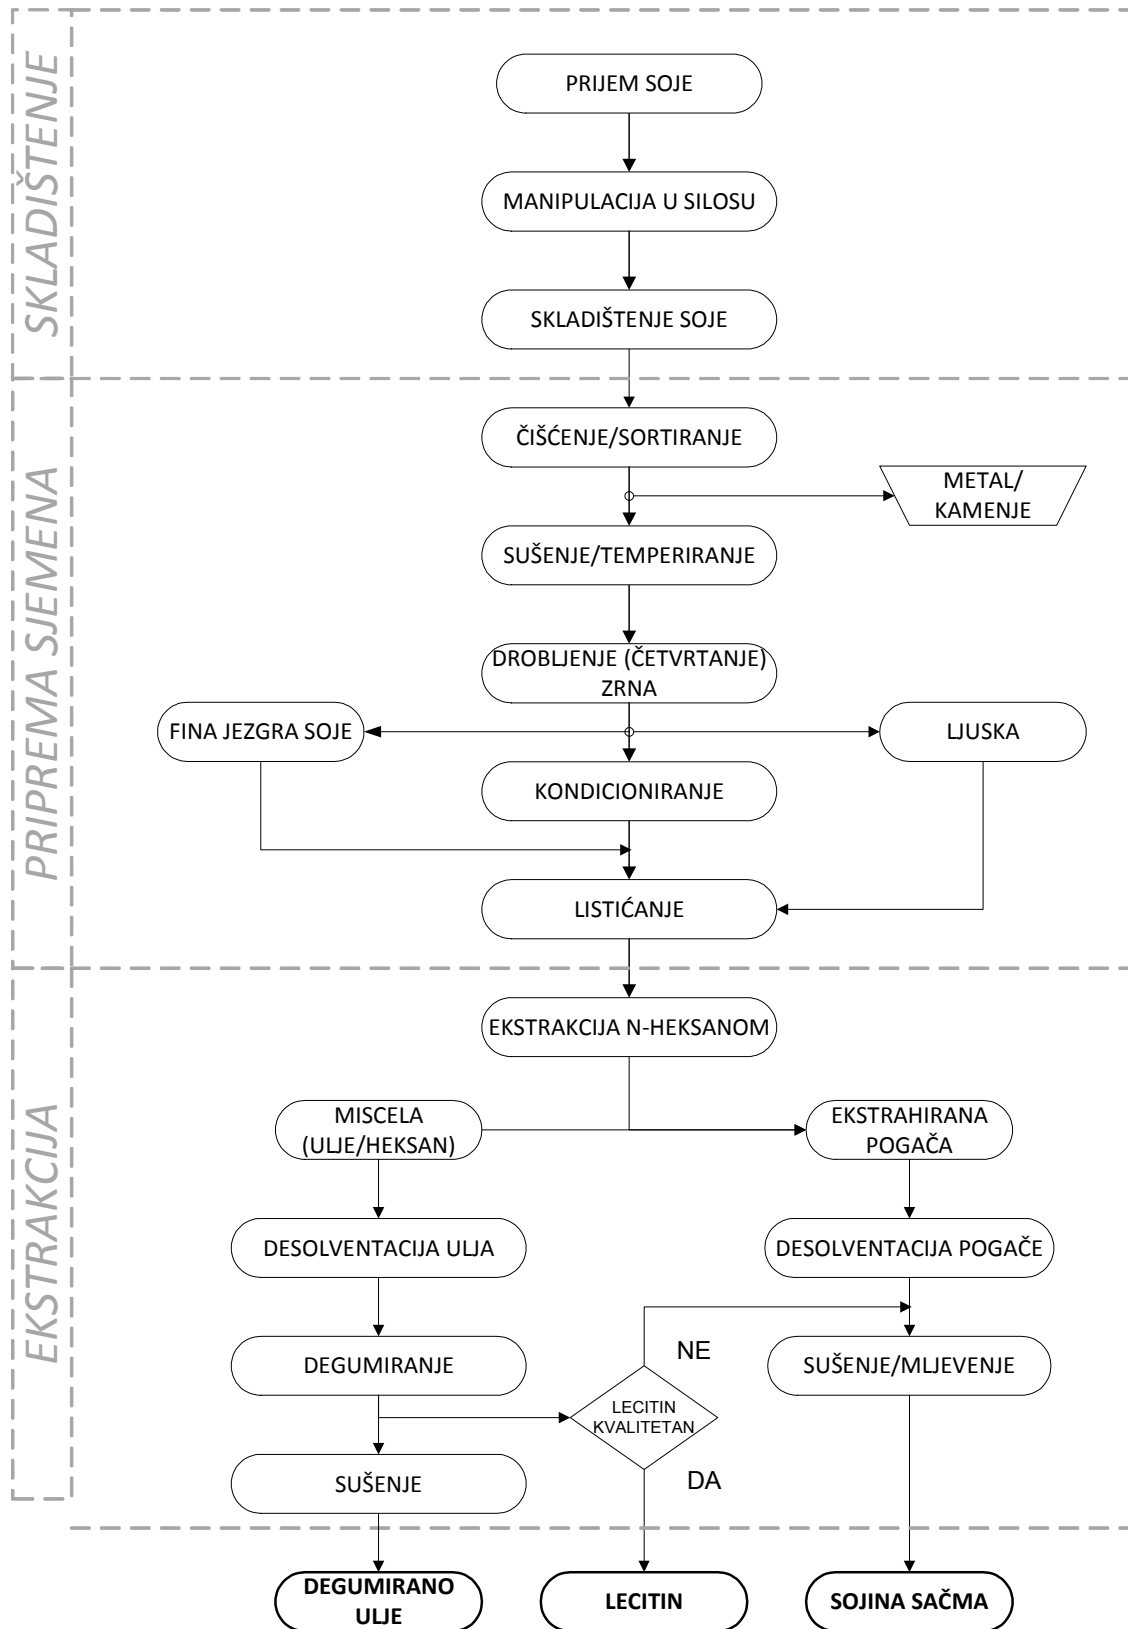 SKLADIŠTENJE
PRIJEM SOJE
MANIPULACIJA U SILOSU
SKLADIŠTENJE SOJE
PRIPREMA SJEMENA
ČIŠĆENJE/SORTIRANJE
METAL/
KAMENJE
SUŠENJE/TEMPERIRANJE
DROBLJENJE (ČETVRTANJE)
ZRNA
FINA JEZGRA SOJE
LJUSKA
KONDICIONIRANJE
LISTIĆANJE
EKSTRAKCIJA
EKSTRAKCIJA N-HEKSANOM
MISCELA
(ULJE/HEKSAN)
EKSTRAHIRANA
POGAČA
DESOLVENTACIJA ULJA
DESOLVENTACIJA POGAČE
DEGUMIRANJE
NE
SUŠENJE/MLJEVENJE
LECITIN
KVALITETAN
DA
SUŠENJE
DEGUMIRANO
ULJE
LECITIN
SOJINA SAČMA